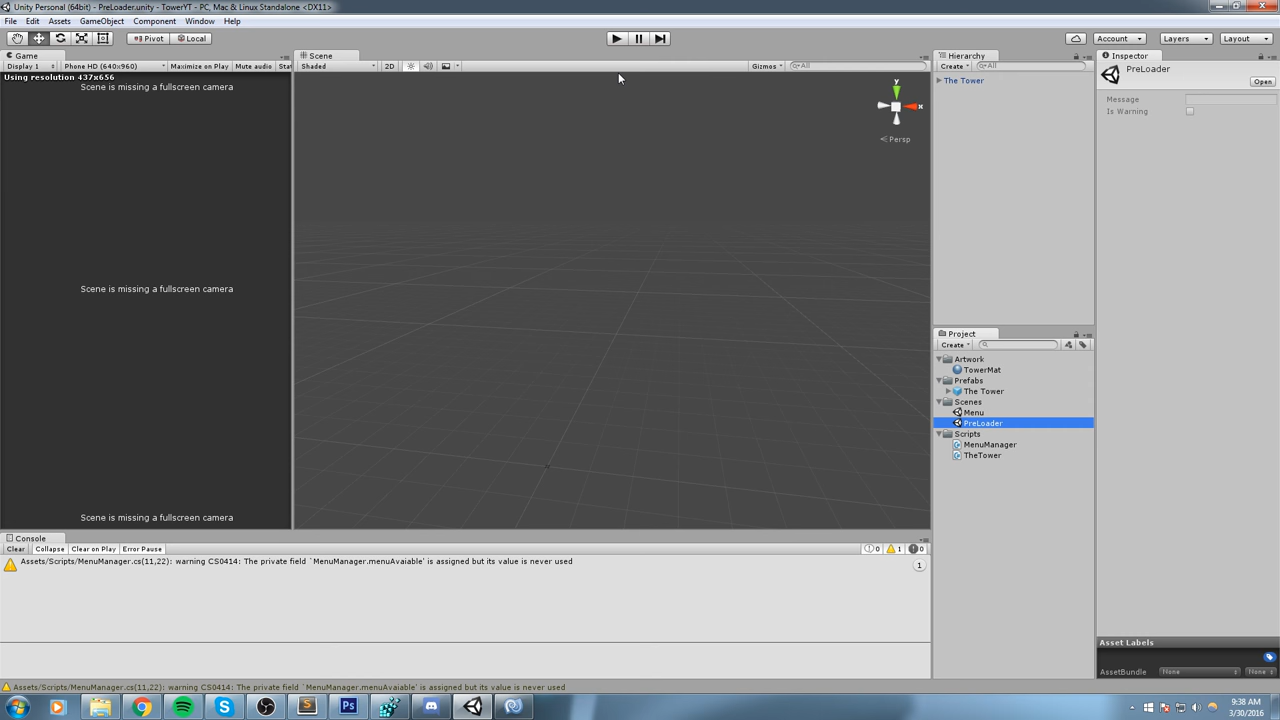 Unity Personal (64bit) - PreLoader.unity - TowerYT - PC, Mac & Linux Standalone <DX11>
File Edit Assets GameObject Component Window Help
Pivot Local Account Layers Layout
Game
Display 1 Phone HD (640x960) Maximize on Play Mute audio Stat
Using resolution 437x656
Scene is missing a fullscreen camera
Scene is missing a fullscreen camera
Scene is missing a fullscreen camera
Scene
Shaded 2D Gizmos All
y
x
Persp
Hierarchy
Create All
The Tower
Project
Create
Artwork
TowerMat
Prefabs
The Tower
Scenes
Menu
PreLoader
Scripts
MenuManager
TheTower
Inspector
PreLoader
Open
Message
Is Warning
Asset Labels
AssetBundle None None
Console
Clear Collapse Clear on Play Error Pause 0 1 0
Assets/Scripts/MenuManager.cs(11,22): warning CS0414: The private field `MenuManager.menuAvaiable' is assigned but its value is never used
1
Assets/Scripts/MenuManager.cs(11,22): warning CS0414: The private field `MenuManager.menuAvaiable' is assigned but its value is never used
9:38 AM
3/30/2016